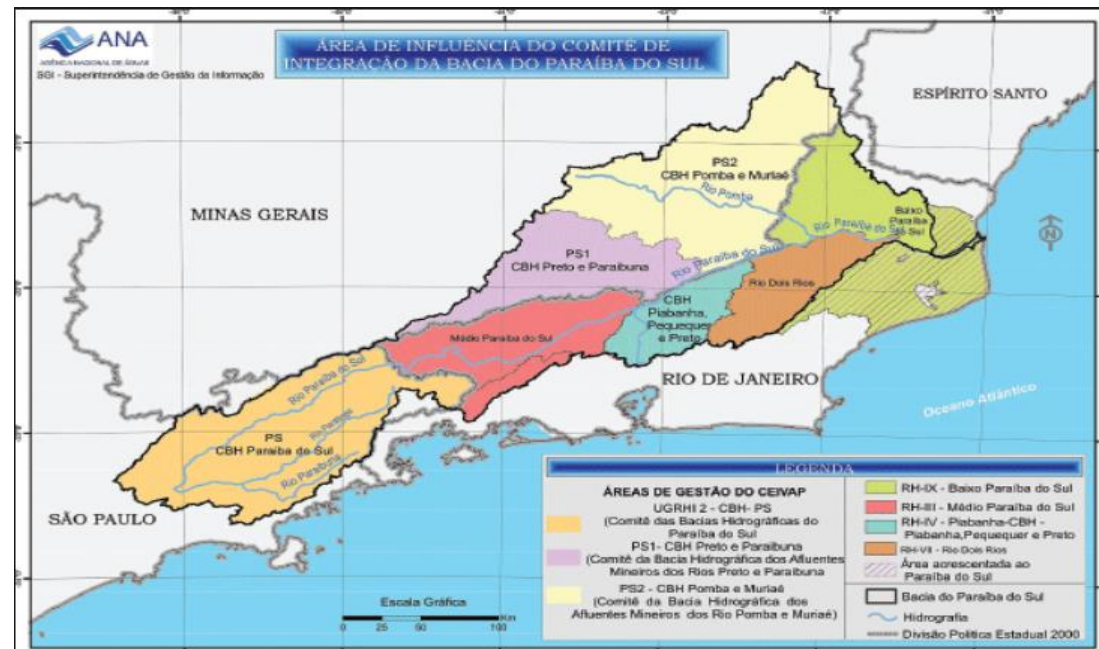 ANA
AGÊNCIA NACIONAL DE ÁGUAS
SGI - Superintendência de Gestão da Informação
ÁREA DE INFLUÊNCIA DO COMITÊ DE
INTEGRAÇÃO DA BACIA DO PARAÍBA DO SUL
ESPÍRITO SANTO
MINAS GERAIS
PS2
CBH Pomba e Muriaé
Rio Pomba
Baixo
Paraíba
do Sul
Rio Paraíba do Sul
N
PS1
CBH Preto e Paraibuna
Rio Paraíba do Sul
Rio Dois Rios
CBH
Piabanha,
Pequequer
e Preto
Médio Paraíba do Sul
RIO DE JANEIRO
Oceano Atlântico
Rio Paraíba do Sul
PS
CBH Paraíba do Sul
Rio Paraibuna
SÃO PAULO
Escala Gráfica
0 25 50 100
Km
LEGENDA
ÁREAS DE GESTÃO DO CEIVAP
UGRHI 2 - CBH- PS
(Comitê das Bacias Hidrográficas do
Paraíba do Sul
PS1- CBH Preto e Paraibuna
(Comitê da Bacia Hidrográfica dos Afluentes
Mineiros dos Rios Preto e Paraibuna
PS2 - CBH Pomba e Muriaé
(Comitê da Bacia Hidrográfica dos
Afluentes Mineiros dos Rio Pomba e Muriaé)
RH-IX - Baixo Paraíba do Sul
RH-III - Médio Paraíba do Sul
RH-IV - Piabanha-CBH -
Piabanha,Pequequer e Preto
RH-VII - Rio Dois Rios
Área acrescentada ao
Paraíba do Sul
Bacia do Paraíba do Sul
Hidrografia
Divisão Política Estadual 2000